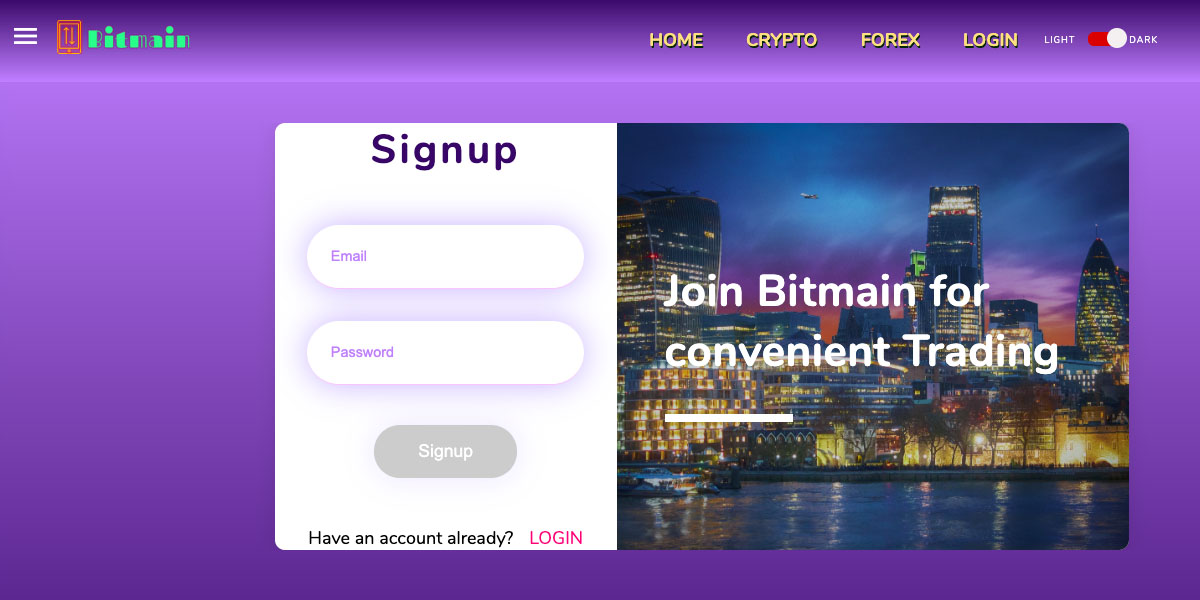 Bitmain
HOME
CRYPTO
FOREX
LOGIN
LIGHT
DARK
Signup
Email
Password
Signup
Have an account already? LOGIN
Join Bitmain for
convenient Trading